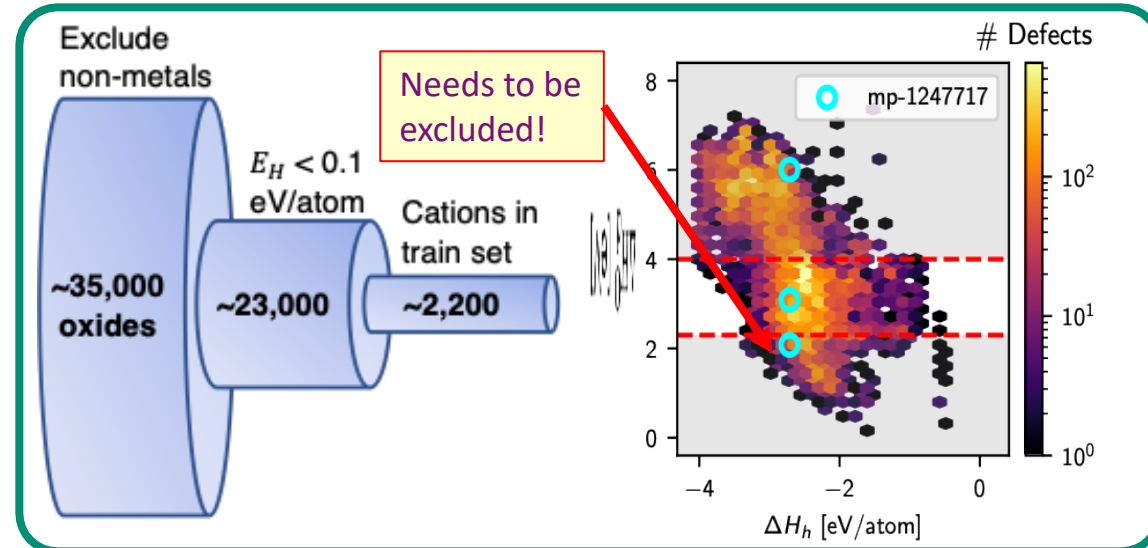 Exclude
non-metals
E_H < 0.1
eV/atom
Cations in
train set
~35,000
oxides
~23,000
~2,200
Needs to be
excluded!
# Defects
mp-1247717
8
6
4
2
0
−4
−2
0
ΔH_h [eV/atom]
10^2
10^1
10^0